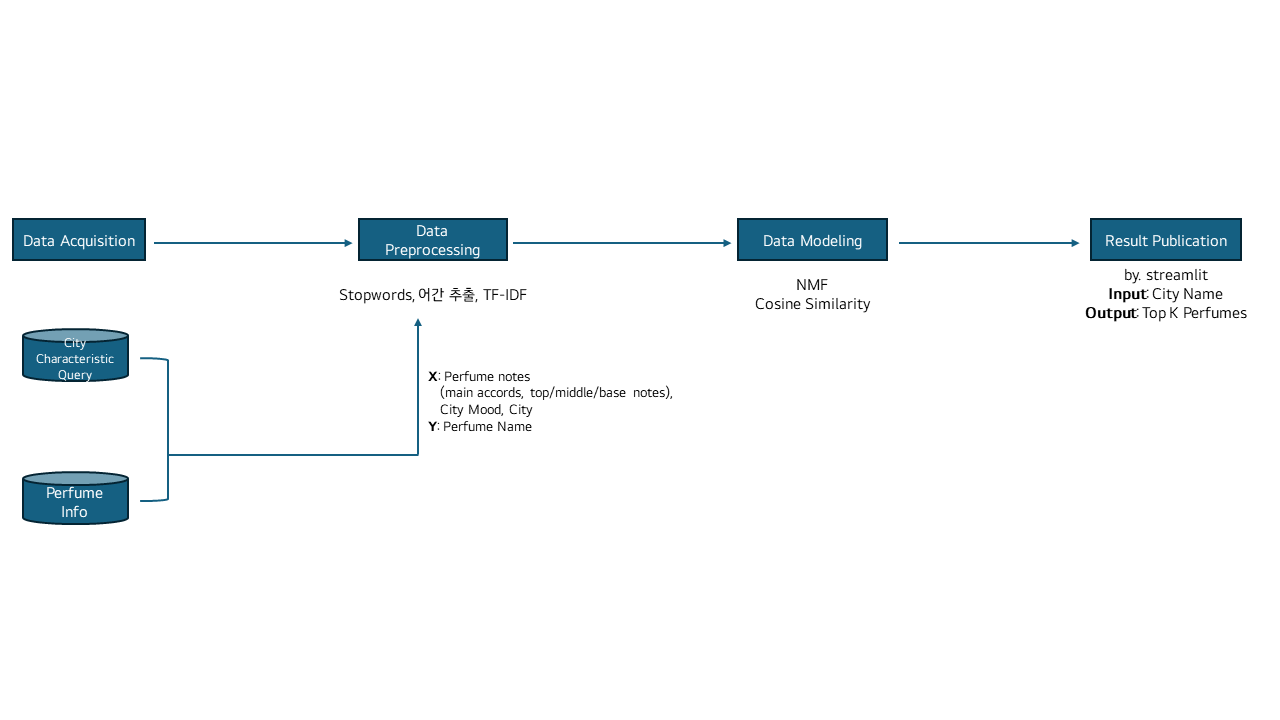 Data Acquisition
Data
Preprocessing
Data Modeling
Result Publication
Stopwords, 어간 추출, TF-IDF
NMF
Cosine Similarity
by. streamlit
Input: City Name
Output: Top K Perfumes
City
Characteristic
Query
X: Perfume notes
(main accords, top/middle/base notes),
City Mood, City
Y: Perfume Name
Perfume
Info